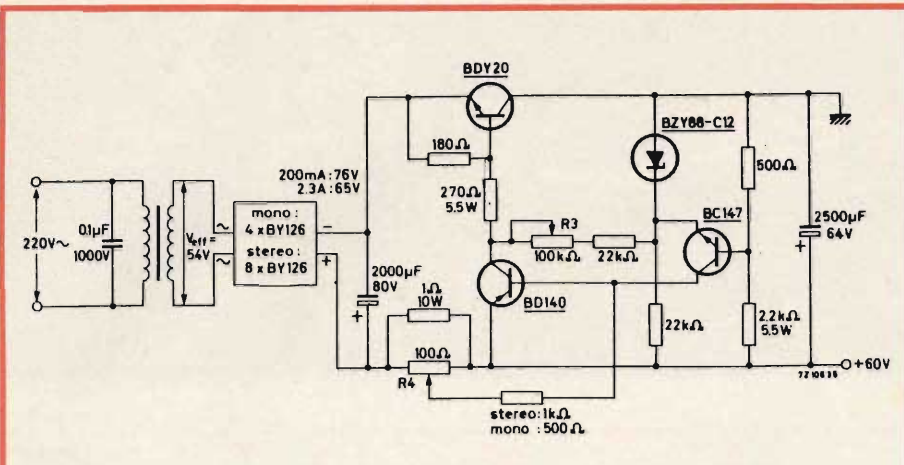 BDY20
BZY88-C12
180Ω
500Ω
200mA:76V
2.3A:65V
270Ω
5.5W
BC147
2500µF
64V
+
0.1µF
1000V
220V~
Veff=
54V
~
~
mono:
4 x BY126
stereo:
8 x BY126
−
+
R3
100kΩ
22kΩ
2000µF
80V
+
BD140
1Ω
10W
22kΩ
2.2kΩ
5.5W
100Ω
R4
+60V
stereo:1kΩ
mono :500Ω